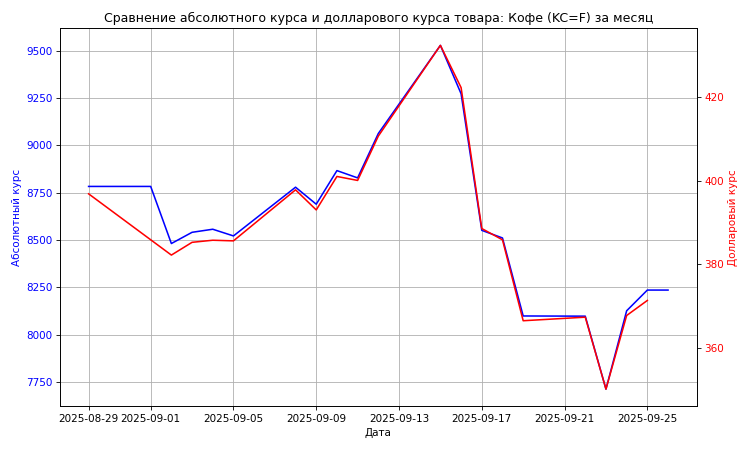 Сравнение абсолютного курса и долларового курса товара: Кофе (KC=F) за месяц
Абсолютный курс
9500
9250
9000
8750
8500
8250
8000
7750
420
400
380
360
Долларовый курс
2025-08-29 2025-09-01 2025-09-05 2025-09-09 2025-09-13 2025-09-17 2025-09-21 2025-09-25
Дата